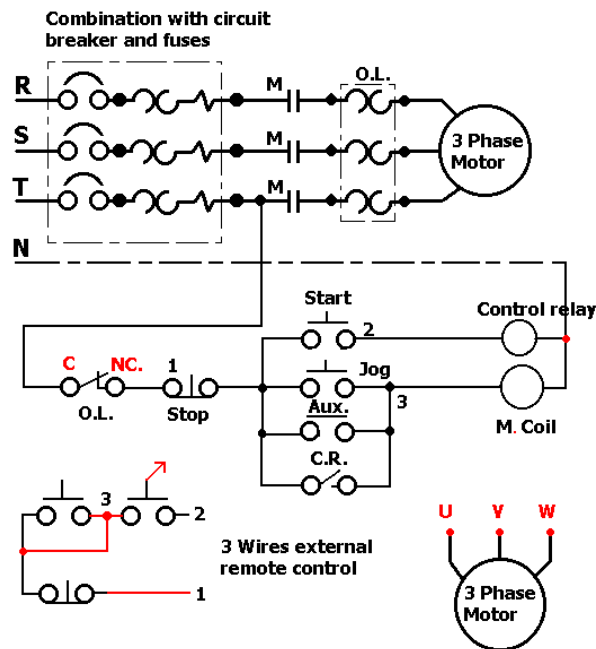 Combination with circuit
breaker and fuses
O.L.
R
M
S
M
3 Phase
Motor
T
M
N
Start
2
Control relay
C
NC.
1
Jog
O.L.
Stop
Aux.
3
M. Coil
C.R.
3
2
U
V
W
3 Wires external
remote control
1
3 Phase
Motor